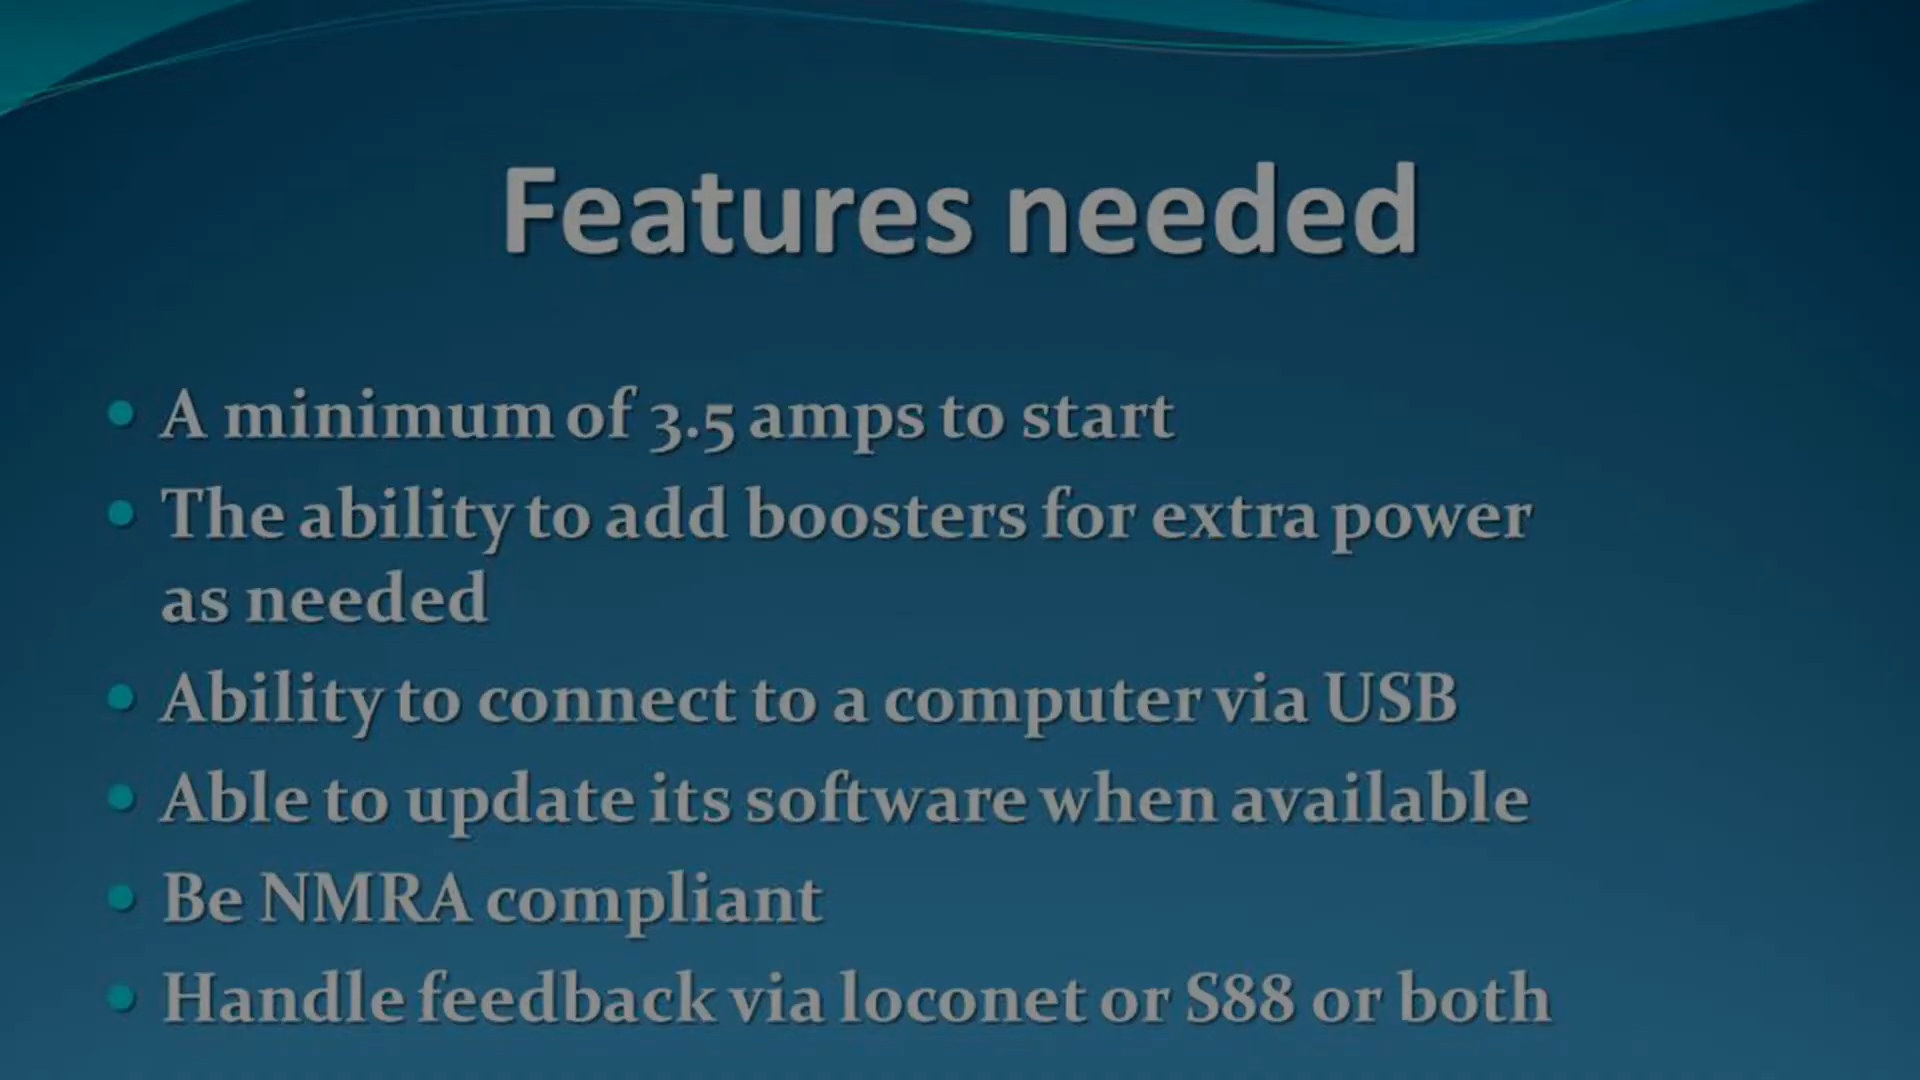 Features needed
A minimum of 3.5 amps to start
The ability to add boosters for extra power
as needed
Ability to connect to a computer via USB
Able to update its software when available
Be NMRA compliant
Handle feedback via loconet or S88 or both